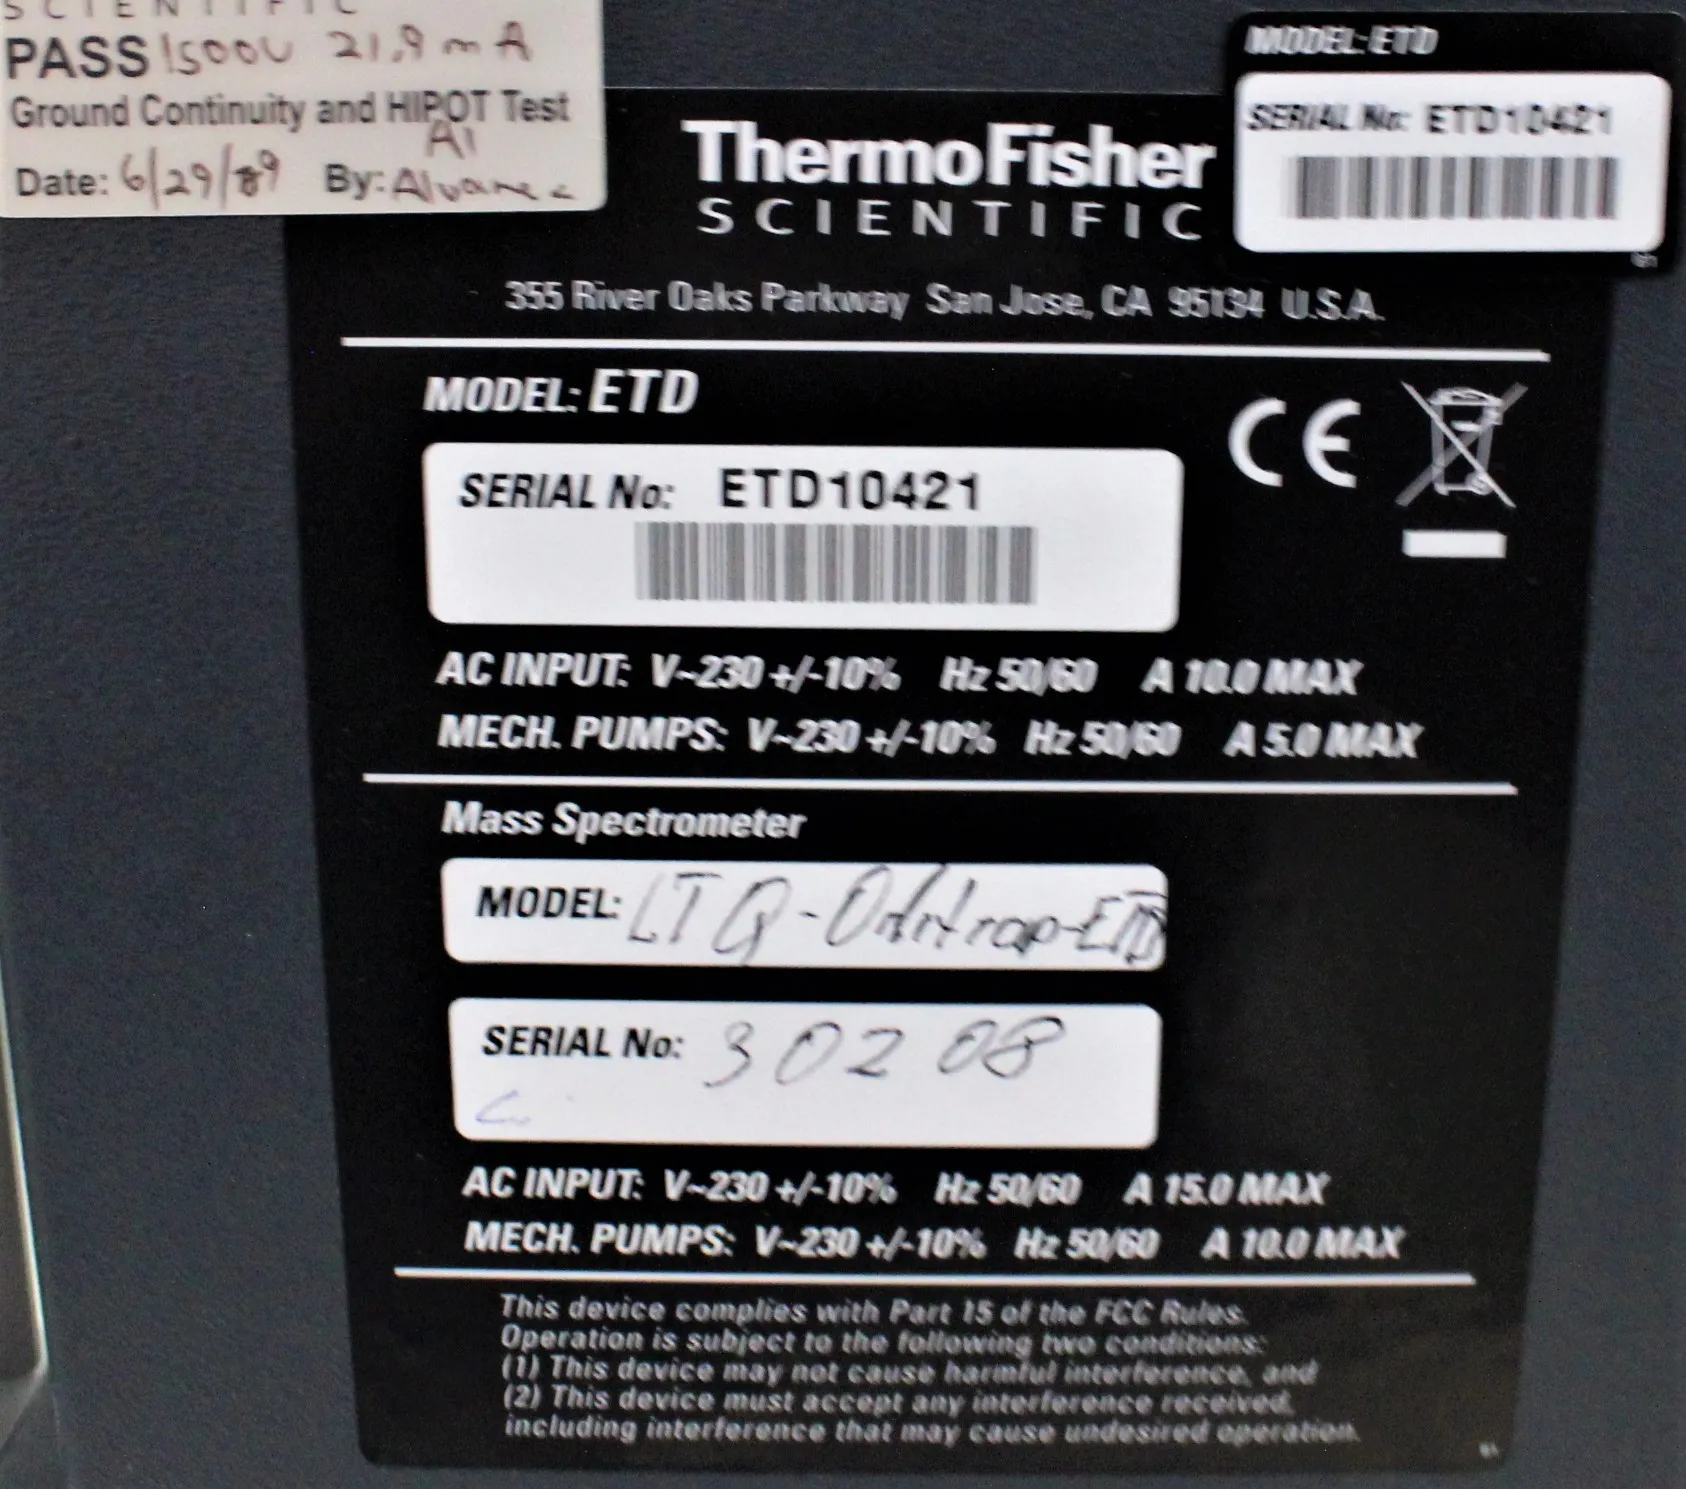 SCIENTIFIC
PASS 1500V 21.9 mA
Ground Continuity and HIPOT Test
Al
Date: 6/29/ By: Alvarez
MODEL: ETD
SERIAL No: ETD10421
ThermoFisher
SCIENTIFIC
355 River Oaks Parkway San Jose, CA 95134 U.S.A.
MODEL: ETD
CE
SERIAL No: ETD10421
AC INPUT: V~230 +/-10% Hz 50/60 A 10.0 MAX
MECH. PUMPS: V~230 +/-10% Hz 50/60 A 5.0 MAX
Mass Spectrometer
MODEL: LTQ-Orbitrap-ETD
SERIAL No: 30208
AC INPUT: V~230 +/-10% Hz 50/60 A 15.0 MAX
MECH. PUMPS: V~230 +/-10% Hz 50/60 A 10.0 MAX
This device complies with Part 15 of the FCC Rules.
Operation is subject to the following two conditions:
(1) This device may not cause harmful interference, and
(2) This device must accept any interference received,
including interference that may cause undesired operation.